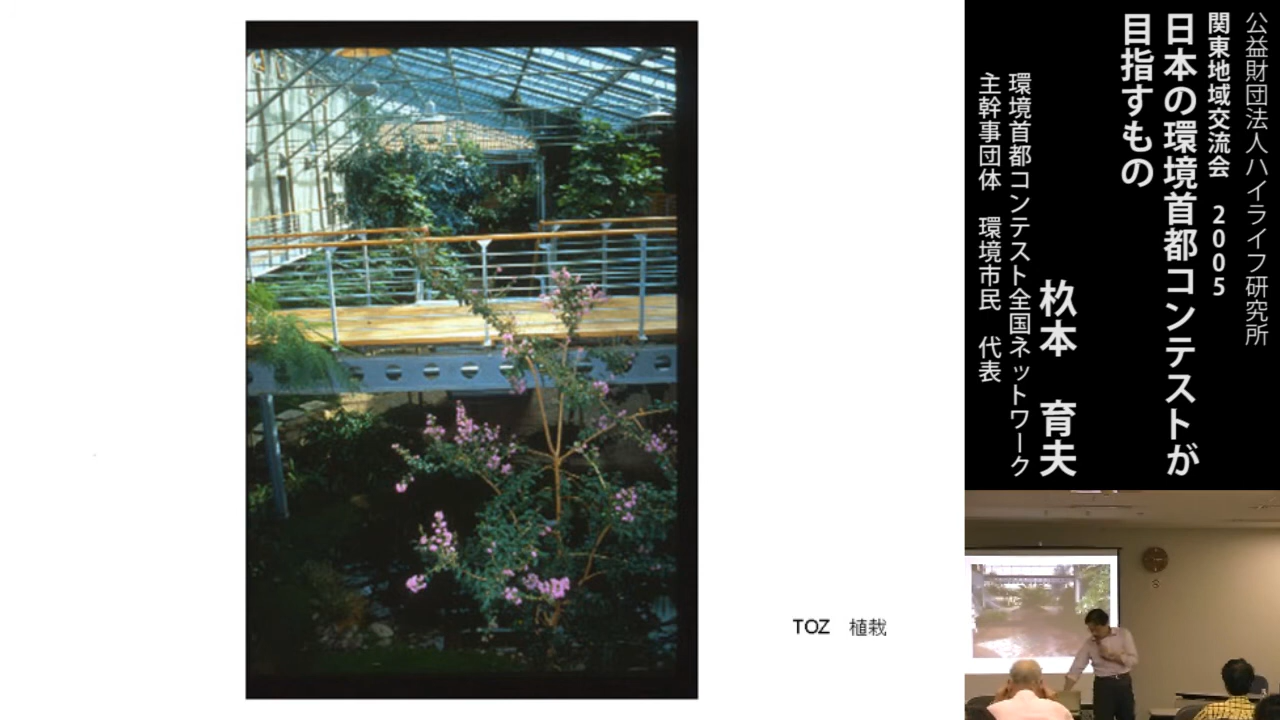 公益財団法人ハイライフ研究所
関東地域交流会 2005
日本の環境首都コンテストが
目指すもの
杦本 育夫
環境首都コンテスト全国ネットワーク
主幹事団体 環境市民 代表
TOZ 植栽